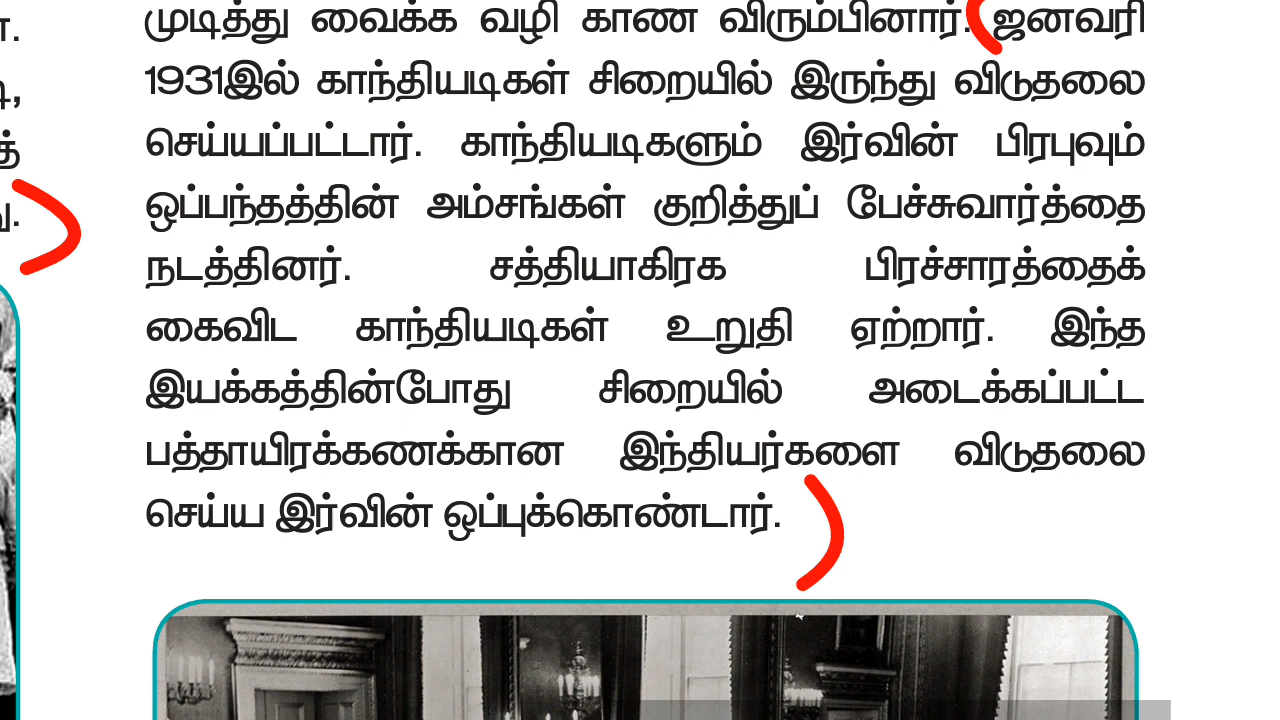 முடித்து வைக்க வழி காண விரும்பினார். ஜனவரி
1931இல் காந்தியடிகள் சிறையில் இருந்து விடுதலை
செய்யப்பட்டார். காந்தியடிகளும் இர்வின் பிரபுவும்
ஒப்பந்தத்தின் அம்சங்கள் குறித்துப் பேச்சுவார்த்தை
நடத்தினர். சத்தியாகிரக பிரச்சாரத்தைக்
கைவிட காந்தியடிகள் உறுதி ஏற்றார். இந்த
இயக்கத்தின்போது சிறையில் அடைக்கப்பட்ட
பத்தாயிரக்கணக்கான இந்தியர்களை விடுதலை
செய்ய இர்வின் ஒப்புக்கொண்டார்.